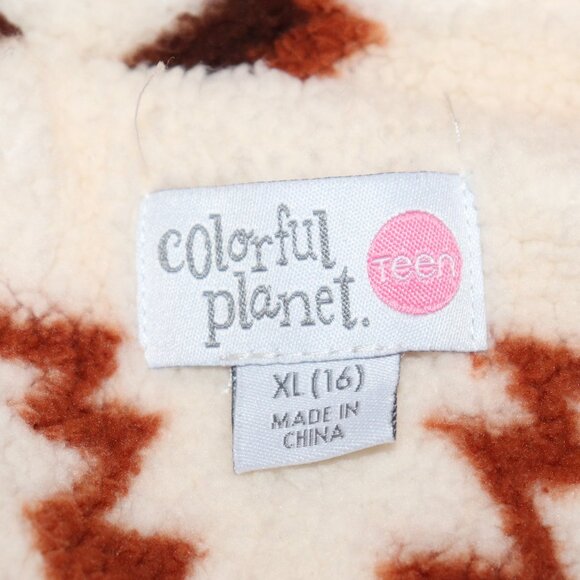 colorful
planet.
Teen
XL (16)
MADE IN
CHINA